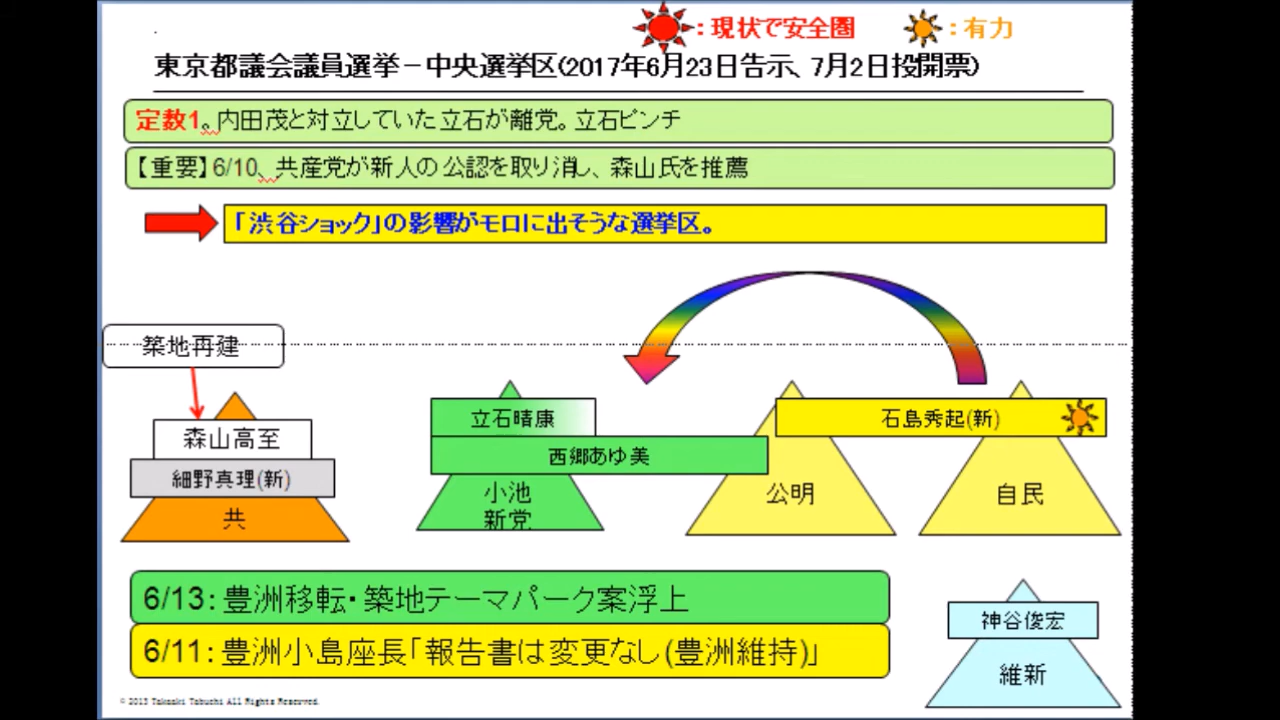 ：現状で安全圏
：有力
東京都議会議員選挙－中央選挙区(2017年6月23日告示、7月2日投開票)
定数1。内田茂と対立していた立石が離党。立石ピンチ
【重要】6/10、共産党が新人の公認を取り消し、森山氏を推薦
「渋谷ショック」の影響がモロに出そうな選挙区。
築地再建
森山高至
細野真理(新)
共
立石晴康
西郷あゆ美
小池
新党
公明
石島秀起(新)
自民
6/13：豊洲移転・築地テーマパーク案浮上
6/11：豊洲小島座長「報告書は変更なし(豊洲維持)」
神谷俊宏
維新
© 2013 Takaaki Tabuchi All Rights Reserved.